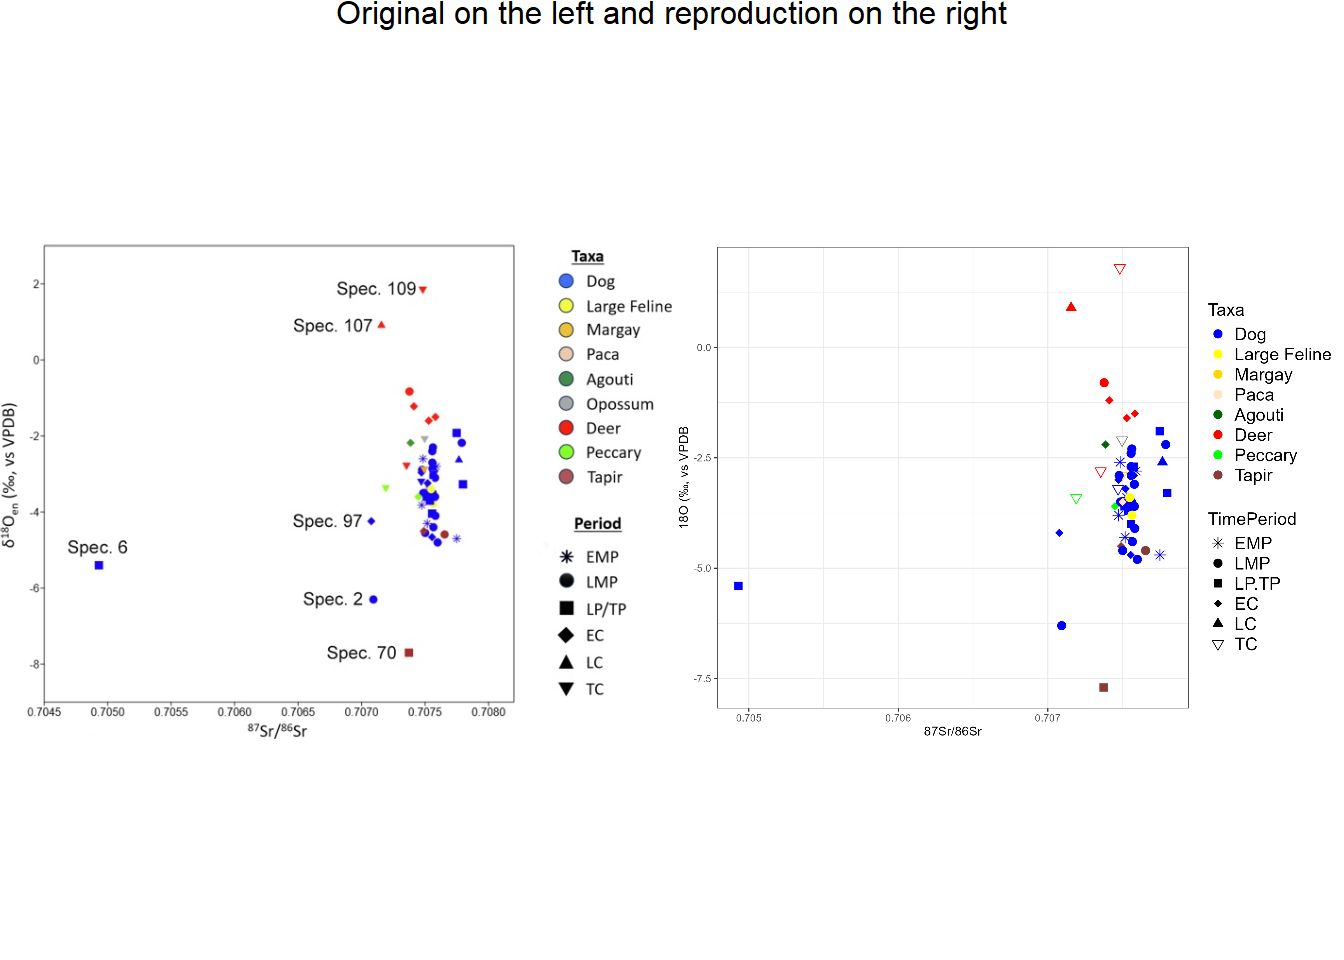 Original on the left and reproduction on the right
Spec. 109
Spec. 107
Spec. 97
Spec. 6
Spec. 2
Spec. 70
2
0
-2
-4
-6
-8
δ¹⁸Oₑₙ (‰, vs VPDB)
0.7045 0.7050 0.7055 0.7060 0.7065 0.7070 0.7075 0.7080
⁸⁷Sr/⁸⁶Sr
Taxa
Dog
Large Feline
Margay
Paca
Agouti
Opossum
Deer
Peccary
Tapir
Period
EMP
LMP
LP/TP
EC
LC
TC
0.0
-2.5
-5.0
-7.5
18O (‰, vs VPDB
0.705 0.706 0.707
87Sr/86Sr
Taxa
Dog
Large Feline
Margay
Paca
Agouti
Deer
Peccary
Tapir
TimePeriod
EMP
LMP
LP.TP
EC
LC
TC